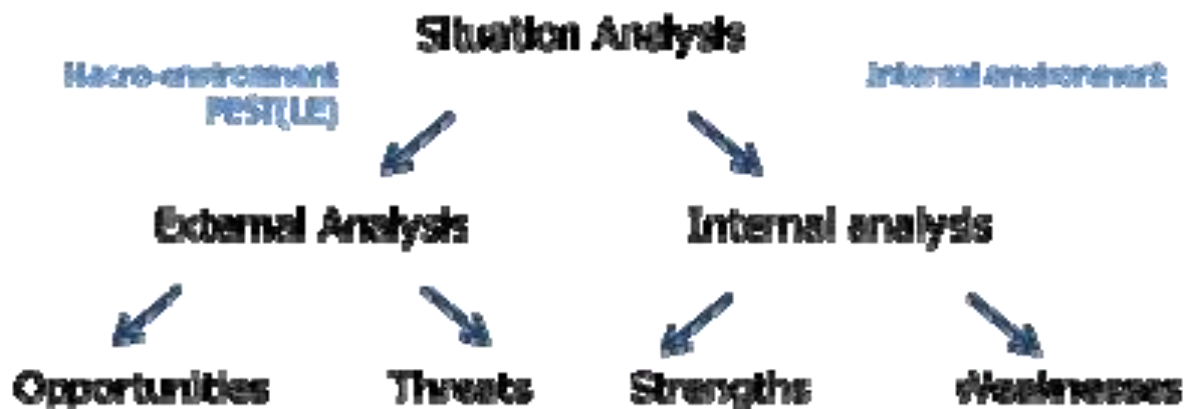 Situation Analysis
Macro-environment
PEST(LE)
Internal environment
External Analysis
Internal analysis
Opportunities
Threats
Strengths
Weaknesses